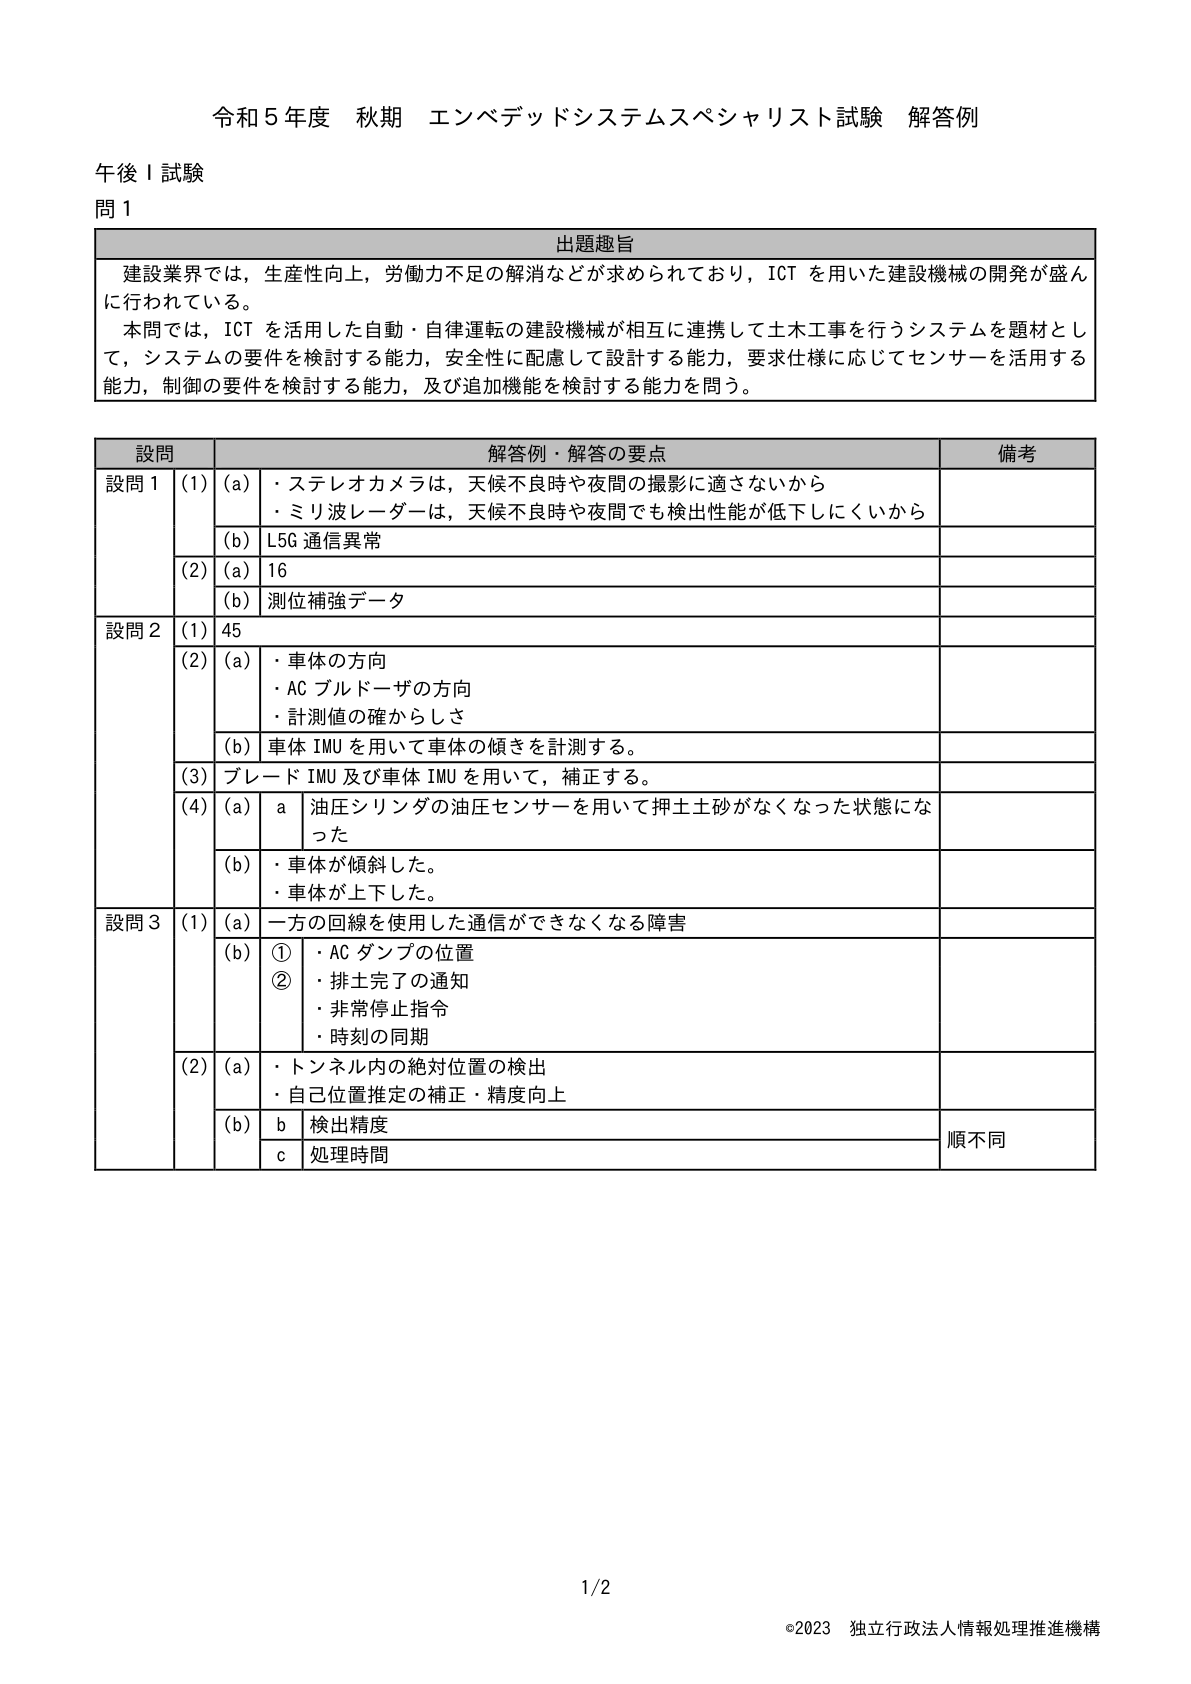 令和５年度　秋期　エンベデッドシステムスペシャリスト試験　解答例
午後Ⅰ試験
問１
出題趣旨
　建設業界では，生産性向上，労働力不足の解消などが求められており，ICT を用いた建設機械の開発が盛ん
に行われている。
　本問では，ICT を活用した自動・自律運転の建設機械が相互に連携して土木工事を行うシステムを題材とし
て，システムの要件を検討する能力，安全性に配慮して設計する能力，要求仕様に応じてセンサーを活用する
能力，制御の要件を検討する能力，及び追加機能を検討する能力を問う。
設問 解答例・解答の要点 備考
設問１ (1) (a) ・ステレオカメラは，天候不良時や夜間の撮影に適さないから
・ミリ波レーダーは，天候不良時や夜間でも検出性能が低下しにくいから
(b) L5G 通信異常
(2) (a) 16
(b) 測位補強データ
設問２ (1) 45
(2) (a) ・車体の方向
・AC ブルドーザの方向
・計測値の確からしさ
(b) 車体 IMU を用いて車体の傾きを計測する。
(3) ブレード IMU 及び車体 IMU を用いて，補正する。
(4) (a) a 油圧シリンダの油圧センサーを用いて押土土砂がなくなった状態にな
った
(b) ・車体が傾斜した。
・車体が上下した。
設問３ (1) (a) 一方の回線を使用した通信ができなくなる障害
(b) ① ・AC ダンプの位置
② ・排土完了の通知
・非常停止指令
・時刻の同期
(2) (a) ・トンネル内の絶対位置の検出
・自己位置推定の補正・精度向上
(b) b 検出精度 順不同
c 処理時間
1/2
©2023　独立行政法人情報処理推進機構